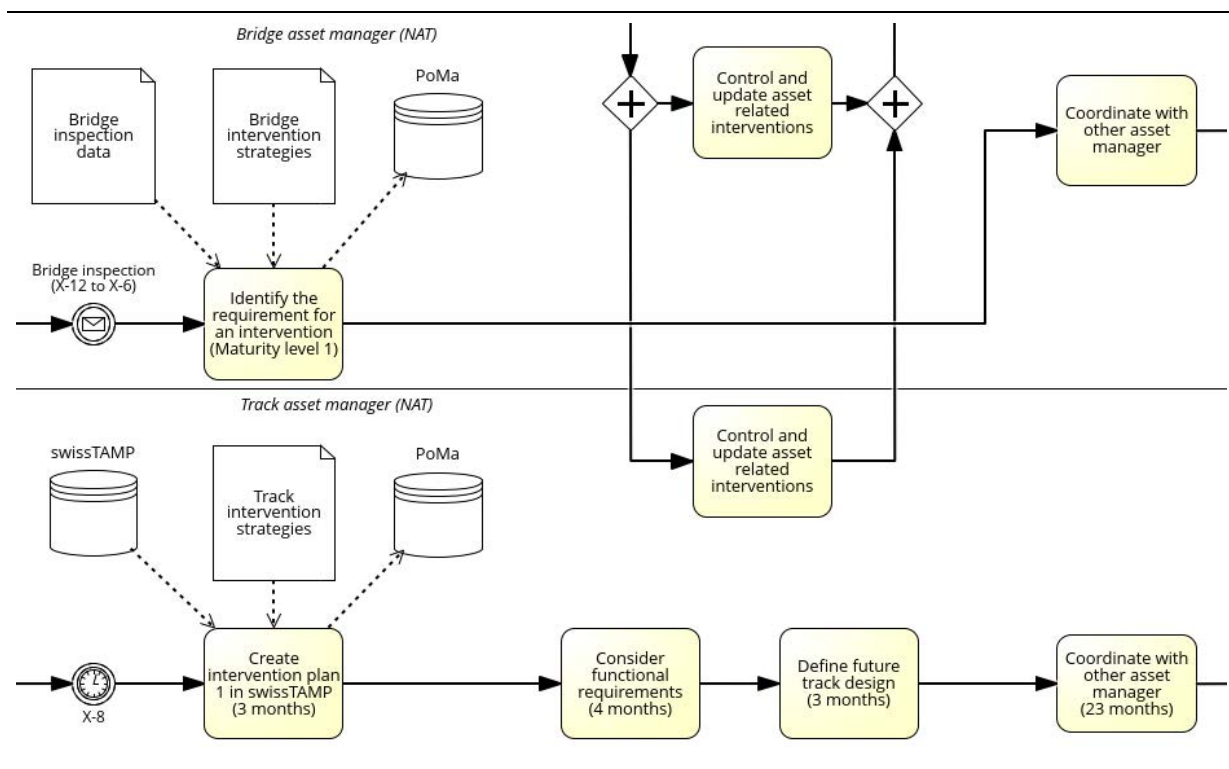 Bridge asset manager (NAT)
Bridge
inspection
data
Bridge
intervention
strategies
PoMa
Control and
update asset
related
interventions
Coordinate with
other asset
manager
Bridge inspection
(X-12 to X-6)
Identify the
requirement for
an intervention
(Maturity level 1)
Track asset manager (NAT)
swissTAMP
Track
intervention
strategies
PoMa
Control and
update asset
related
interventions
X-8
Create
intervention plan
1 in swissTAMP
(3 months)
Consider
functional
requirements
(4 months)
Define future
track design
(3 months)
Coordinate with
other asset
manager
(23 months)